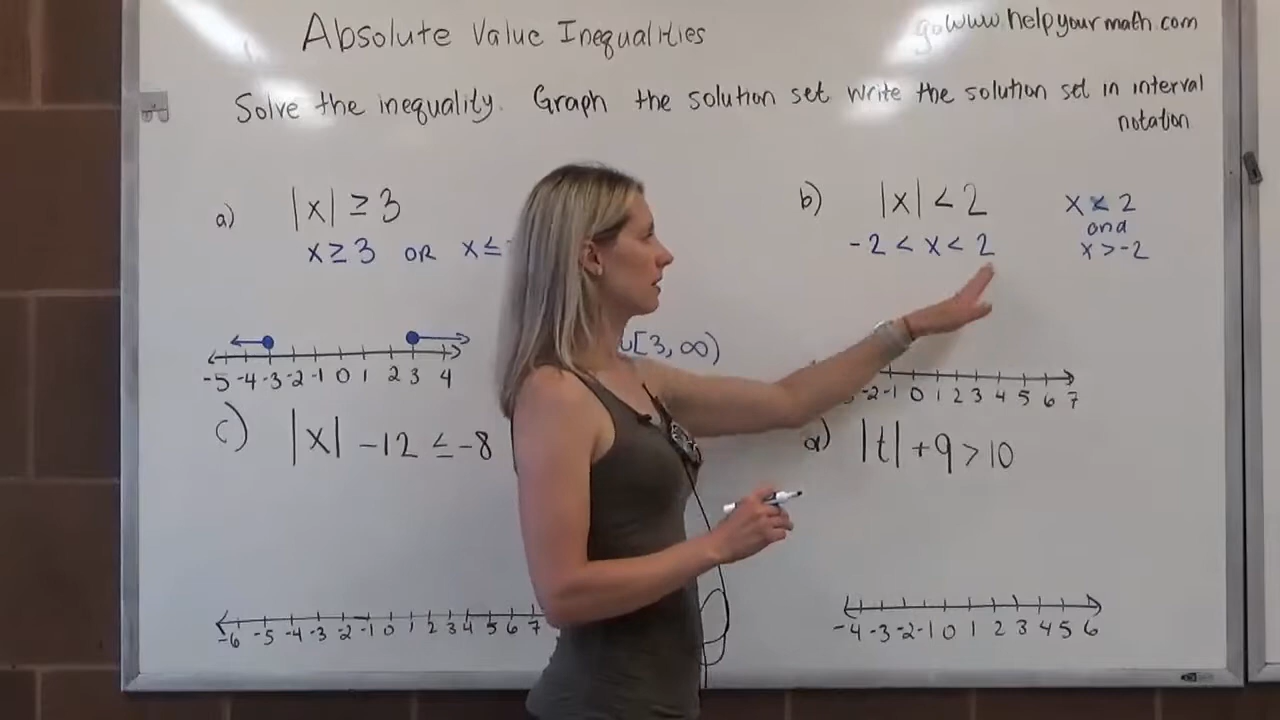 Absolute Value Inequalities
go www.helpyourmath.com
Solve the inequality. Graph the solution set. Write the solution set in interval
notation
a) |x| ≥ 3
x ≥ 3 OR x ≤
-5 -4 -3 -2 -1 0 1 2 3 4
∪[3, ∞)
b) |x| < 2
-2 < x < 2
x < 2
and
x > -2
-2 -1 0 1 2 3 4 5 6 7
c) |x| -12 ≤ -8
-6 -5 -4 -3 -2 -1 0 1 2 3 4 5 6 7
d) |t| + 9 > 10
-4 -3 -2 -1 0 1 2 3 4 5 6